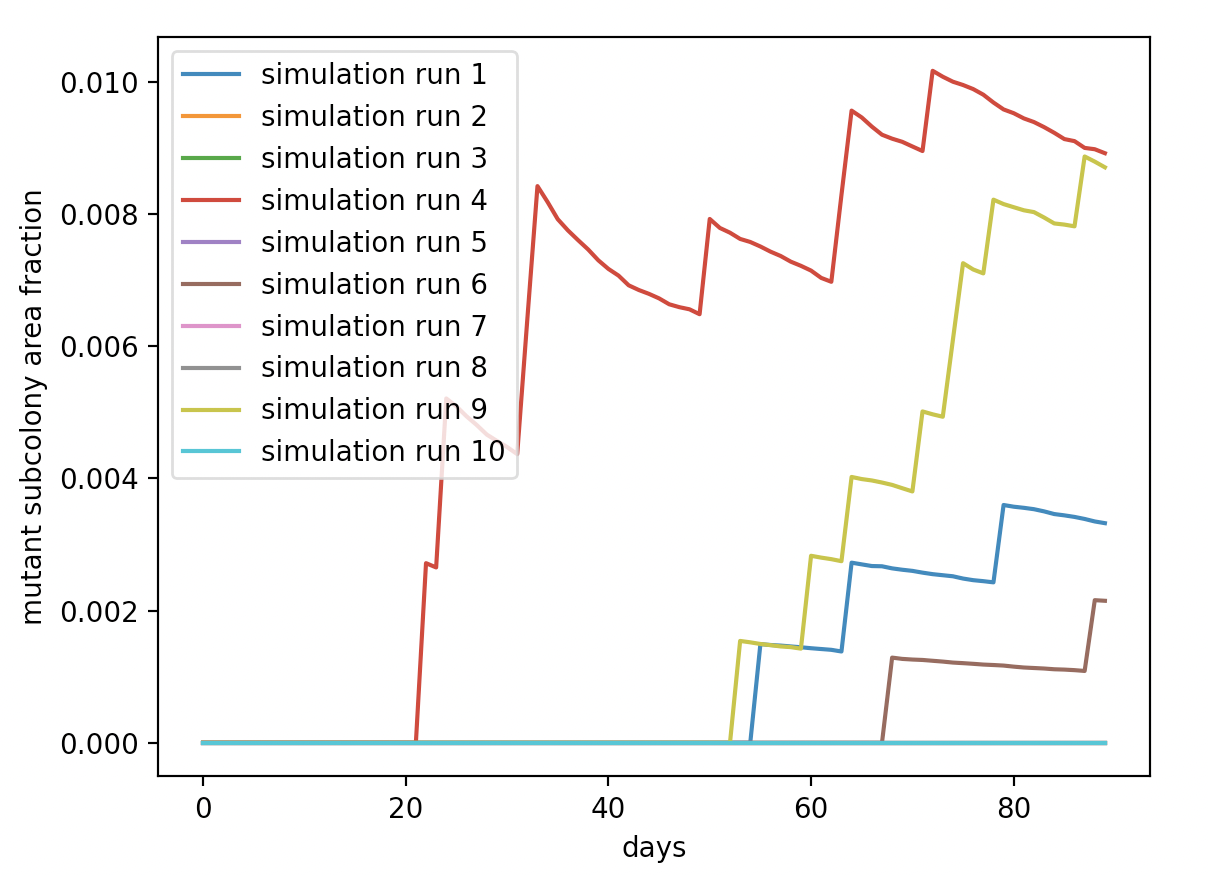 0.010
0.008
0.006
0.004
0.002
0.000
mutant subcolony area fraction
simulation run 1
simulation run 2
simulation run 3
simulation run 4
simulation run 5
simulation run 6
simulation run 7
simulation run 8
simulation run 9
simulation run 10
0 20 40 60 80
days